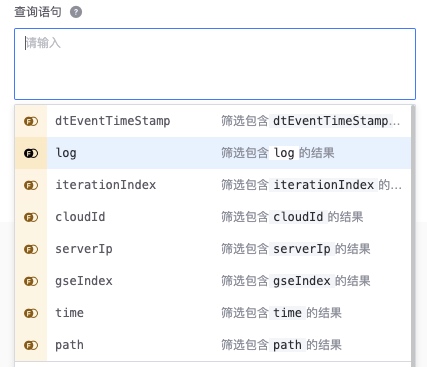 查询语句 ?
请输入
dtEventTimeStamp 筛选包含 dtEventTimeStamp...
log 筛选包含 log 的结果
iterationIndex 筛选包含 iterationIndex 的...
cloudId 筛选包含 cloudId 的结果
serverIp 筛选包含 serverIp 的结果
gseIndex 筛选包含 gseIndex 的结果
time 筛选包含 time 的结果
path 筛选包含 path 的结果